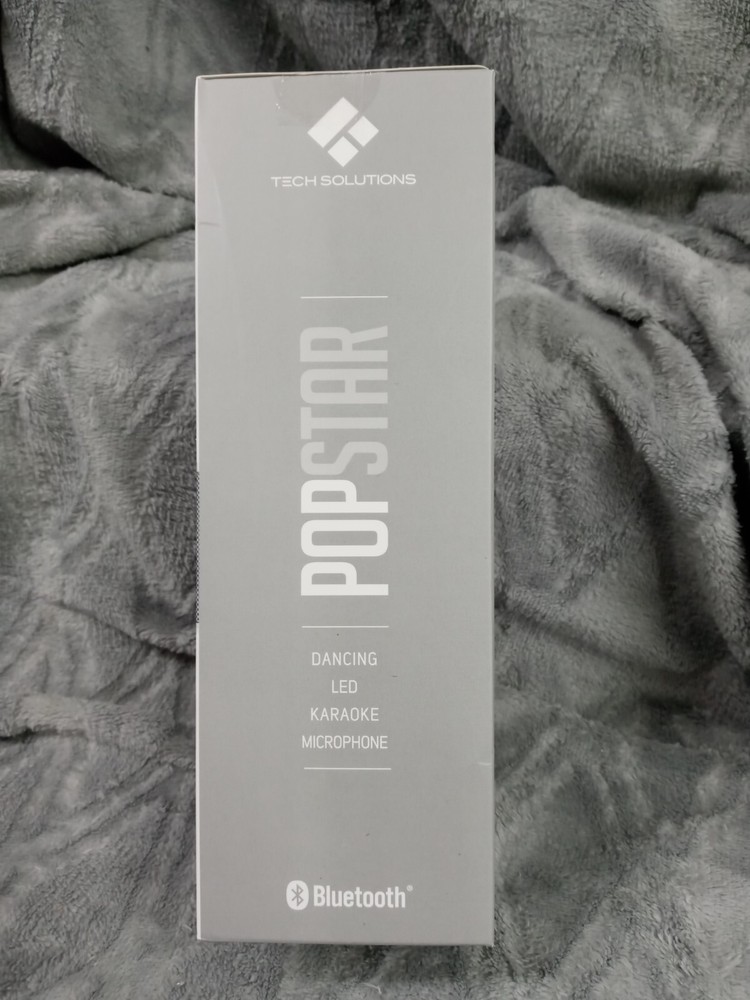 TECH SOLUTIONS
POPSTAR
DANCING
LED
KARAOKE
MICROPHONE
Bluetooth®